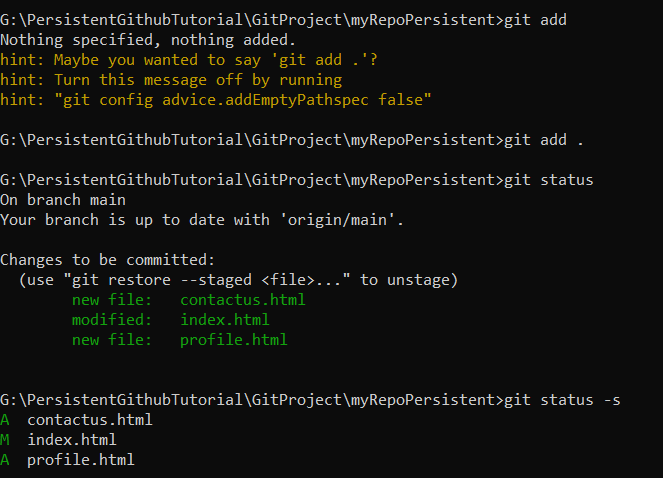 G:\PersistentGithubTutorial\GitProject\myRepoPersistent>git add
Nothing specified, nothing added.
hint: Maybe you wanted to say 'git add .'?
hint: Turn this message off by running
hint: "git config advice.addEmptyPathspec false"
G:\PersistentGithubTutorial\GitProject\myRepoPersistent>git add .
G:\PersistentGithubTutorial\GitProject\myRepoPersistent>git status
On branch main
Your branch is up to date with 'origin/main'.
Changes to be committed:
  (use "git restore --staged <file>..." to unstage)
        new file:   contactus.html
        modified:   index.html
        new file:   profile.html
G:\PersistentGithubTutorial\GitProject\myRepoPersistent>git status -s
A  contactus.html
M  index.html
A  profile.html